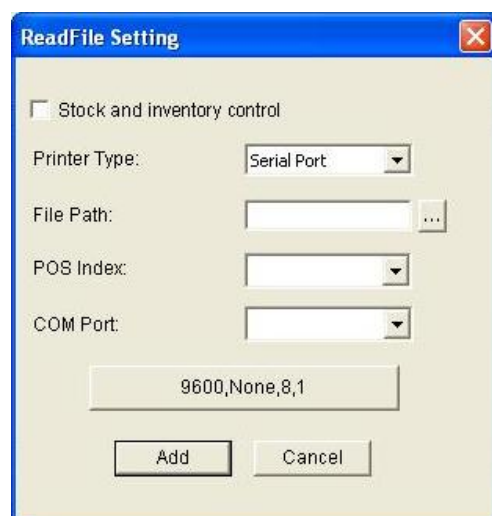 ReadFile Setting
Stock and inventory control
Printer Type: Serial Port
File Path: ...
POS Index:
COM Port:
9600,None,8,1
Add Cancel